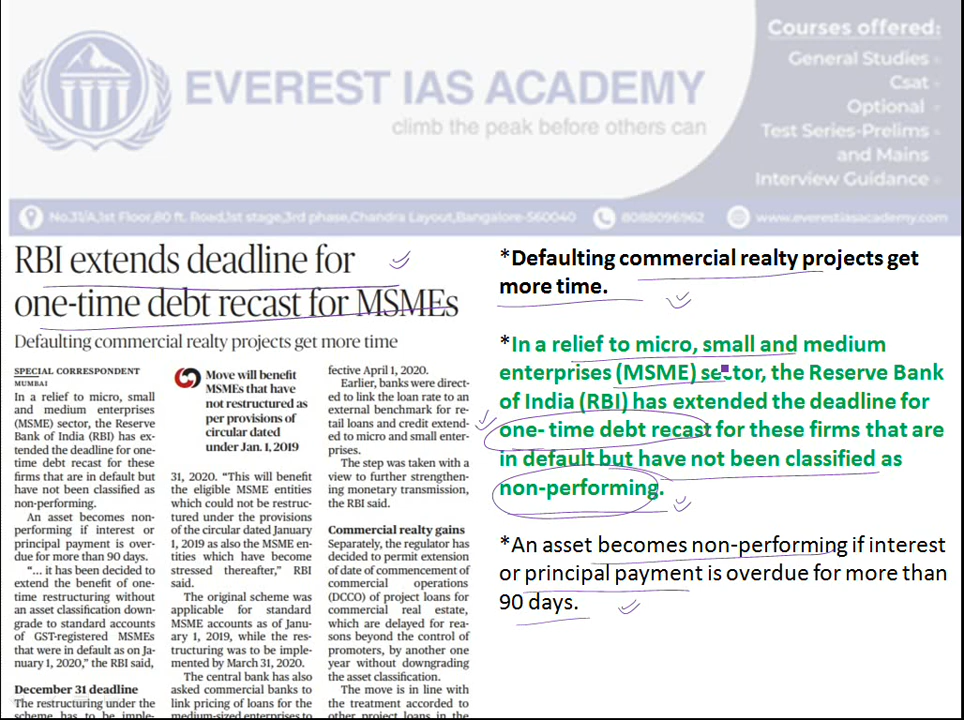 EVEREST IAS ACADEMY
climb the peak before others can
Courses offered:
General Studies
Csat
Optional
Test Series-Prelims
and Mains
Interview Guidance
No.31/A,1st Floor,80 ft. Road,1st stage,3rd phase,Chandra Layout,Bangalore-560040
8088096962
www.everestiasacademy.com
RBI extends deadline for
one-time debt recast for MSMEs
Defaulting commercial realty projects get more time
SPECIAL CORRESPONDENT
MUMBAI
In a relief to micro, small
and medium enterprises
(MSME) sector, the Reserve
Bank of India (RBI) has ex-
tended the deadline for one-
time debt recast for these
firms that are in default but
have not been classified as
non-performing.
An asset becomes non-
performing if interest or
principal payment is over-
due for more than 90 days.
“... it has been decided to
extend the benefit of one-
time restructuring without
an asset classification down-
grade to standard accounts
of GST-registered MSMEs
that were in default as on Ja-
nuary 1, 2020,” the RBI said,
December 31 deadline
The restructuring under the
scheme has to be imple-
Move will benefit
MSMEs that have
not restructured as
per provisions of
circular dated
under Jan. 1, 2019
31, 2020. “This will benefit
the eligible MSME entities
which could not be restruc-
tured under the provisions
of the circular dated January
1, 2019 as also the MSME en-
tities which have become
stressed thereafter,” RBI
said.
The original scheme was
applicable for standard
MSME accounts as of Janu-
ary 1, 2019, while the res-
tructuring was to be imple-
mented by March 31, 2020.
The central bank has also
asked commercial banks to
link pricing of loans for the
medium-sized enterprises to
fective April 1, 2020.
Earlier, banks were direct-
ed to link the loan rate to an
external benchmark for re-
tail loans and credit extend-
ed to micro and small enter-
prises.
The step was taken with a
view to further strengthen-
ing monetary transmission,
the RBI said.
Commercial realty gains
Separately, the regulator has
decided to permit extension
of date of commencement of
commercial operations
(DCCO) of project loans for
commercial real estate,
which are delayed for rea-
sons beyond the control of
promoters, by another one
year without downgrading
the asset classification.
The move is in line with
the treatment accorded to
other project loans in the
*Defaulting commercial realty projects get
more time.
*In a relief to micro, small and medium
enterprises (MSME) sector, the Reserve Bank
of India (RBI) has extended the deadline for
one- time debt recast for these firms that are
in default but have not been classified as
non-performing.
*An asset becomes non-performing if interest
or principal payment is overdue for more than
90 days.